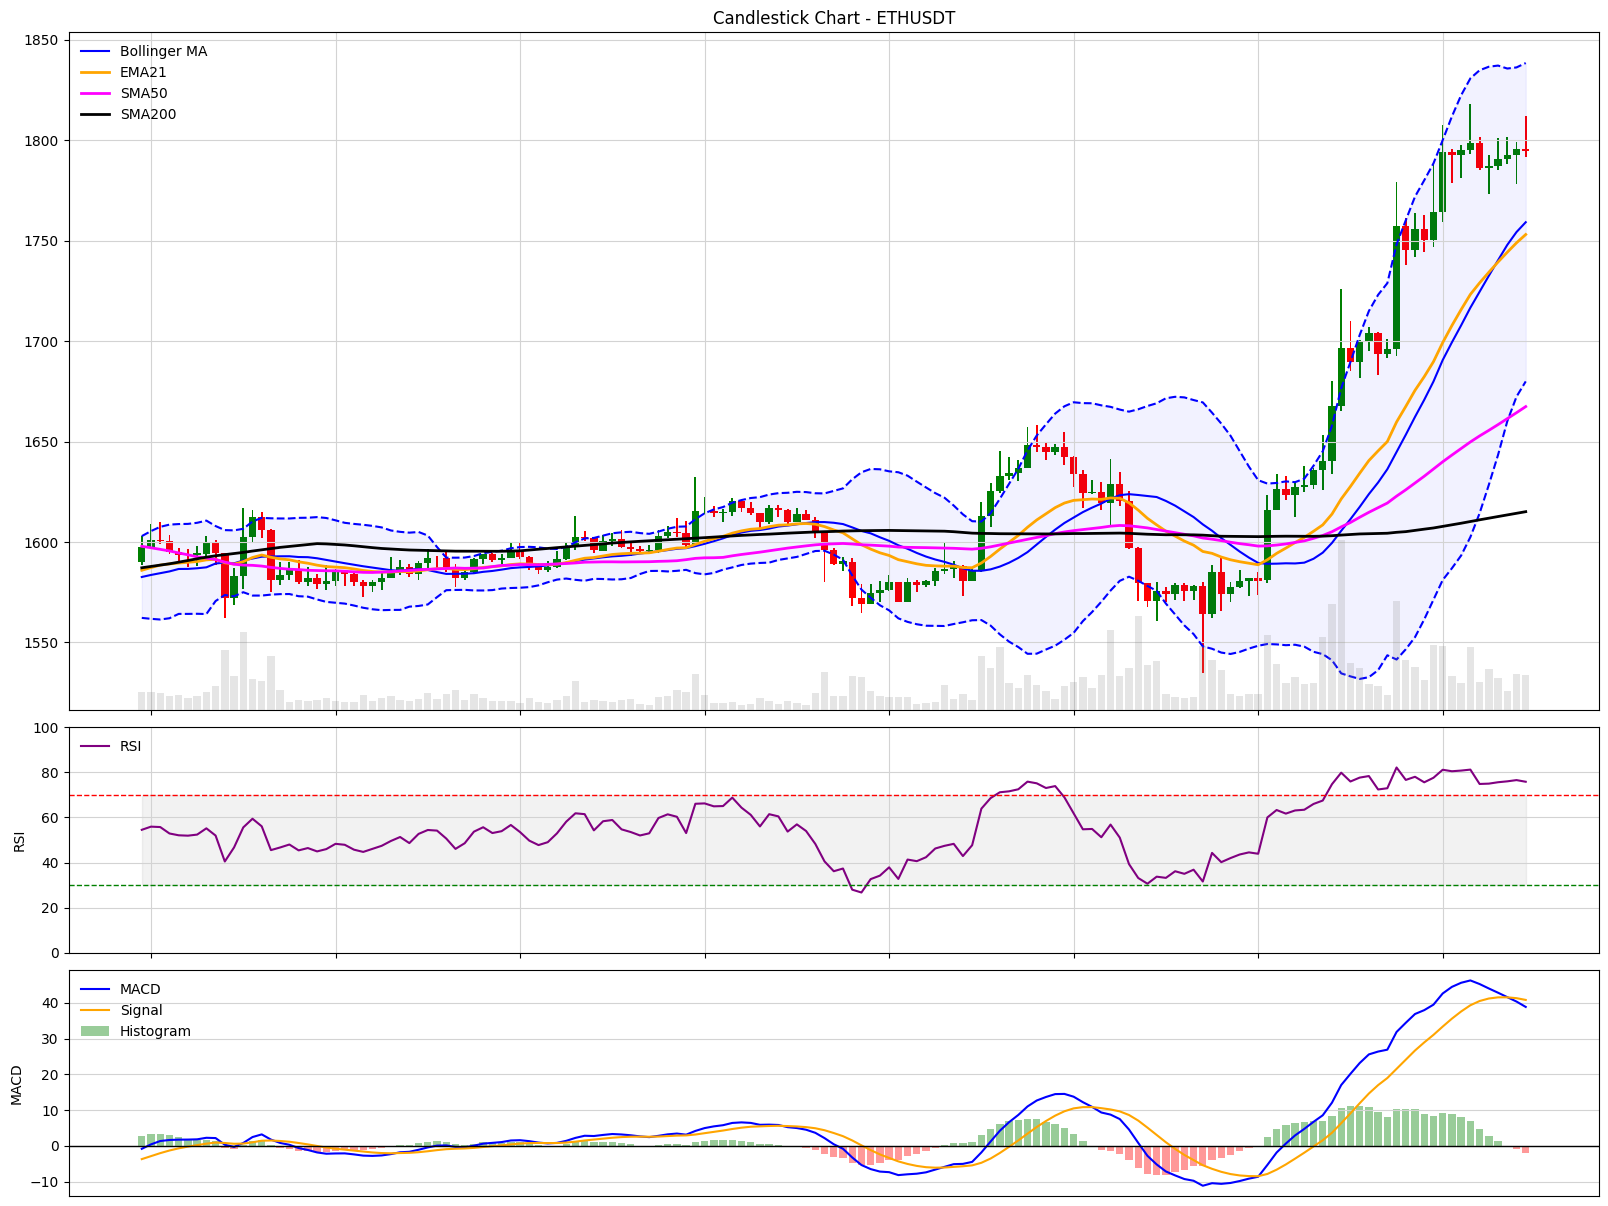 Candlestick Chart - ETHUSDT
1850
1800
1750
1700
1650
1600
1550
Bollinger MA
EMA21
SMA50
SMA200
100
80
60
40
20
0
RSI
RSI
40
30
20
10
0
−10
MACD
MACD
Signal
Histogram